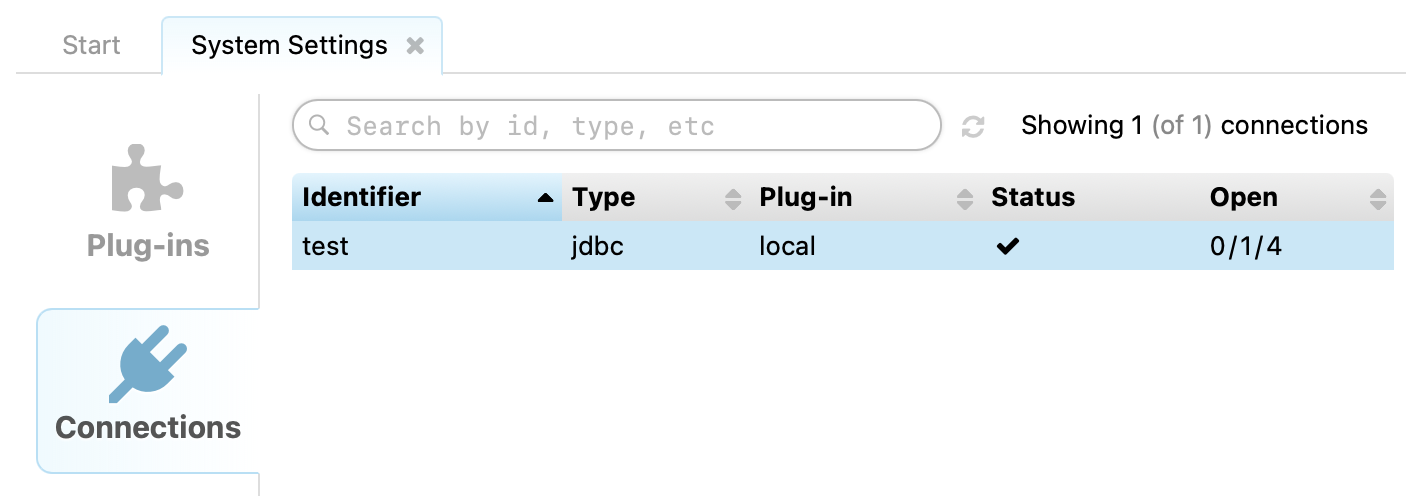 Start System Settings
Search by id, type, etc Showing 1 (of 1) connections
Identifier Type Plug-in Status Open
test jdbc local 0/1/4
Plug-ins
Connections